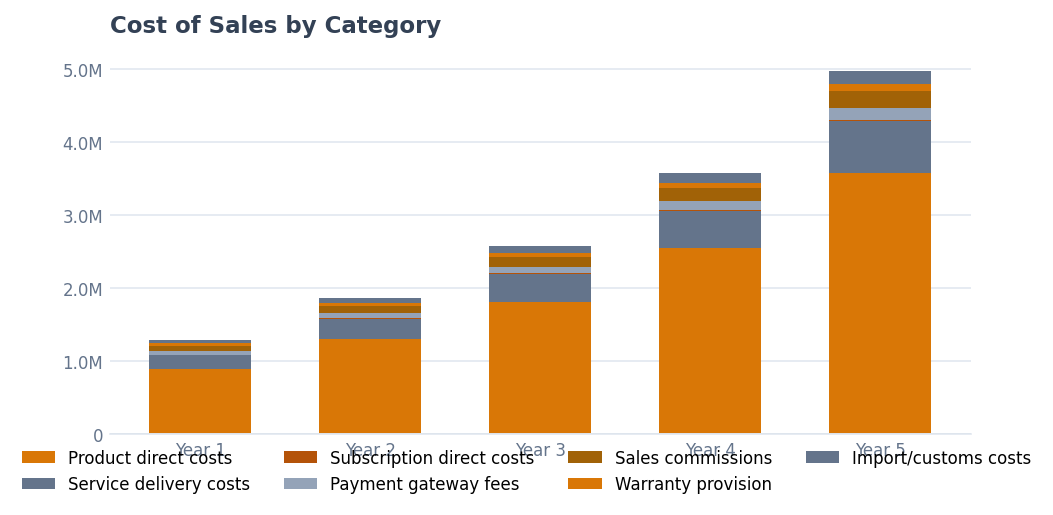 Cost of Sales by Category
5.0M
4.0M
3.0M
2.0M
1.0M
0
Year 1 Year 2 Year 3 Year 4 Year 5
Product direct costs Subscription direct costs Sales commissions Import/customs costs
Service delivery costs Payment gateway fees Warranty provision